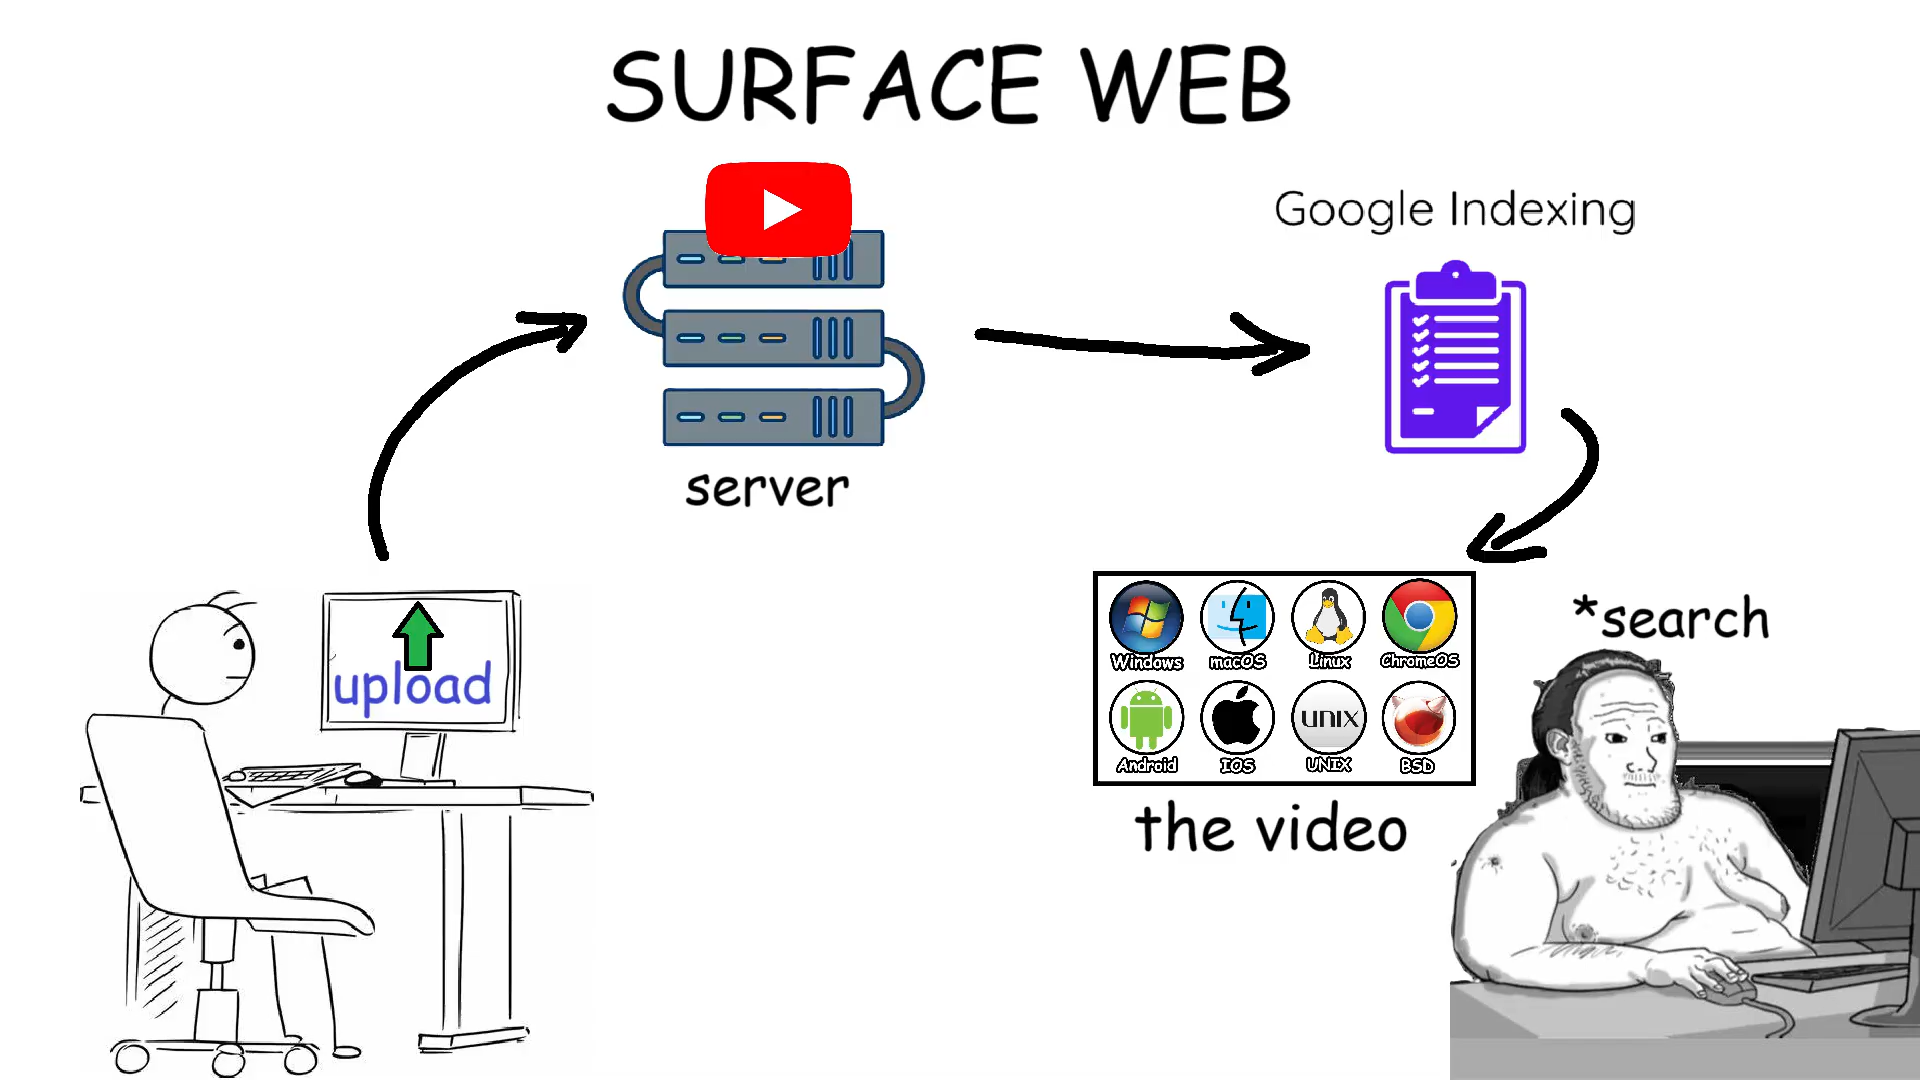 SURFACE WEB
Google Indexing
server
upload
*search
Windows macOS Linux ChromeOS
UNIX
Android IOS UNIX BSD
the video